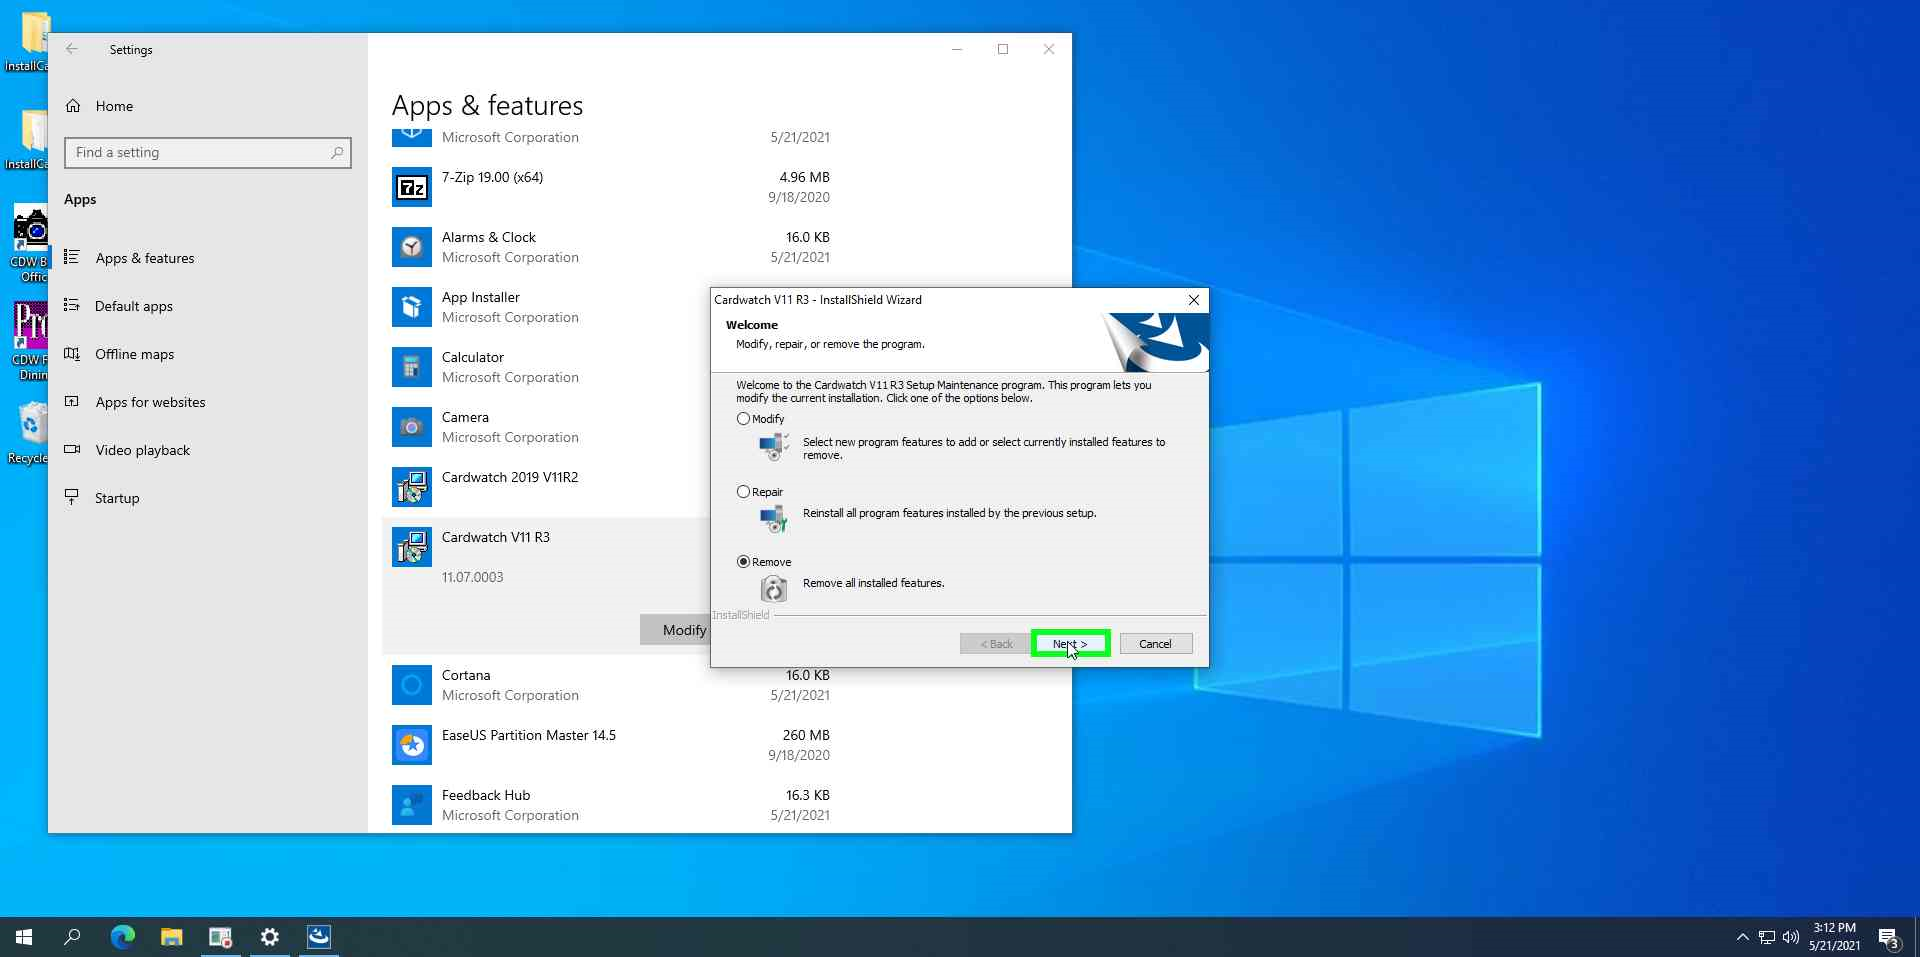 InstallCa
InstallCa
CDW B
Offic
CDW F
Dinin
Recycle
Settings
Home
Find a setting
Apps
Apps & features
Default apps
Offline maps
Apps for websites
Video playback
Startup
Apps & features
Microsoft Corporation 5/21/2021
7-Zip 19.00 (x64) 4.96 MB
9/18/2020
Alarms & Clock 16.0 KB
Microsoft Corporation 5/21/2021
App Installer
Microsoft Corporation
Calculator
Microsoft Corporation
Camera
Microsoft Corporation
Cardwatch 2019 V11R2
Cardwatch V11 R3
11.07.0003
Modify
Cortana 16.0 KB
Microsoft Corporation 5/21/2021
EaseUS Partition Master 14.5 260 MB
9/18/2020
Feedback Hub 16.3 KB
Microsoft Corporation 5/21/2021
Cardwatch V11 R3 - InstallShield Wizard
Welcome
Modify, repair, or remove the program.
Welcome to the Cardwatch V11 R3 Setup Maintenance program. This program lets you
modify the current installation. Click one of the options below.
Modify
Select new program features to add or select currently installed features to
remove.
Repair
Reinstall all program features installed by the previous setup.
Remove
Remove all installed features.
InstallShield
< Back Next > Cancel
3:12 PM
5/21/2021
3